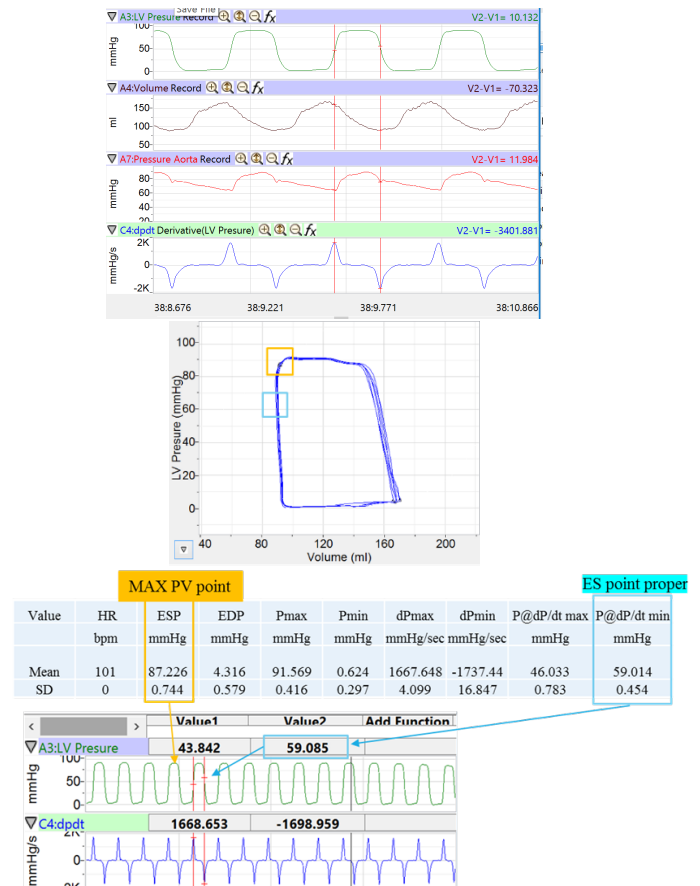 Save File
A3:LV Presure Record V2-V1= 10.132
100
50
0
mmHg
A4:Volume Record V2-V1= -70.323
150
100
50
ml
A7:Pressure Aorta Record V2-V1= 11.984
80
60
40
20
mmHg
C4:dpdt Derivative(LV Presure) V2-V1= -3401.881
2K
0
-2K
mmHg/s
38:8.676 38:9.221 38:9.771 38:10.866
100
80
60
40
20
0
LV Presure (mmHg)
40 80 120 160 200
Volume (ml)
MAX PV point ES point proper
Value HR ESP EDP Pmax Pmin dPmax dPmin P@dP/dt max P@dP/dt min
bpm mmHg mmHg mmHg mmHg mmHg/sec mmHg/sec mmHg mmHg
Mean 101 87.226 4.316 91.569 0.624 1667.648 -1737.44 46.033 59.014
SD 0 0.744 0.579 0.416 0.297 4.099 16.847 0.783 0.454
< > Value1 Value2 Add Function
A3:LV Presure 43.842 59.085
100
50
0
mmHg
C4:dpdt 1668.653 -1698.959
2K
0
-2K
mmHg/s